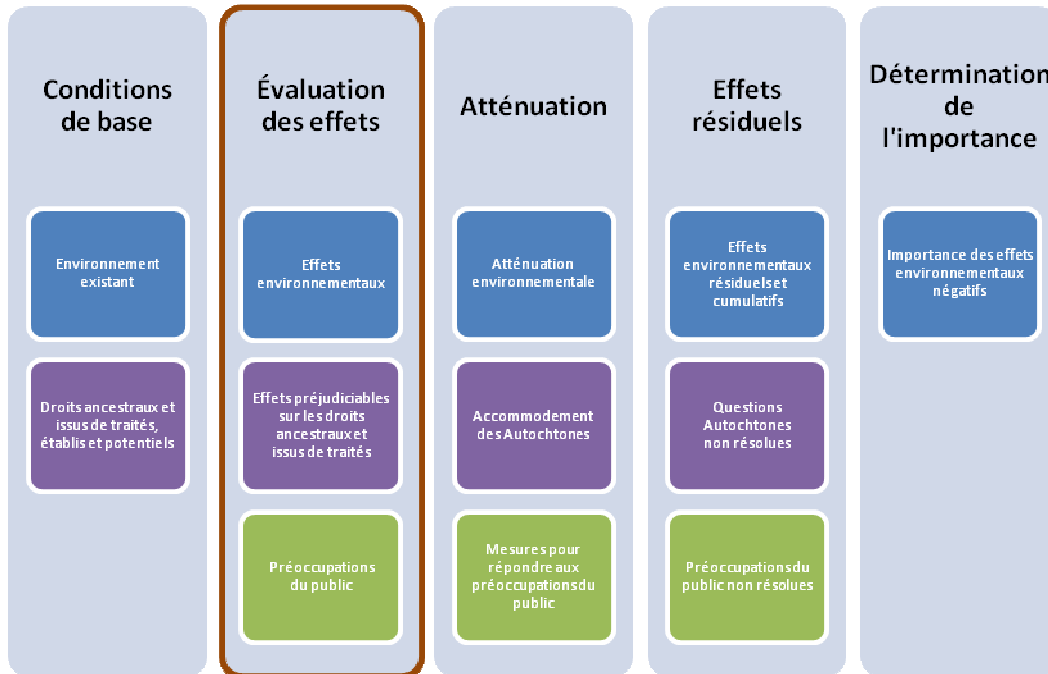 Conditions
de base
Environnement
existant
Droits ancestraux et
issus de traités,
établis et potentiels
Évaluation
des effets
Effets
environnementaux
Effets préjudiciables
sur les droits
ancestraux et
issus de traités
Préoccupations
du public
Atténuation
Atténuation
environnementale
Accommodement
des Autochtones
Mesures pour
répondre aux
préoccupations du
public
Effets
résiduels
Effets
environnementaux
résiduels et
cumulatifs
Questions
Autochtones
non résolues
Préoccupations du
public non résolues
Détermination
de
l'importance
Importance des effets
environnementaux
négatifs